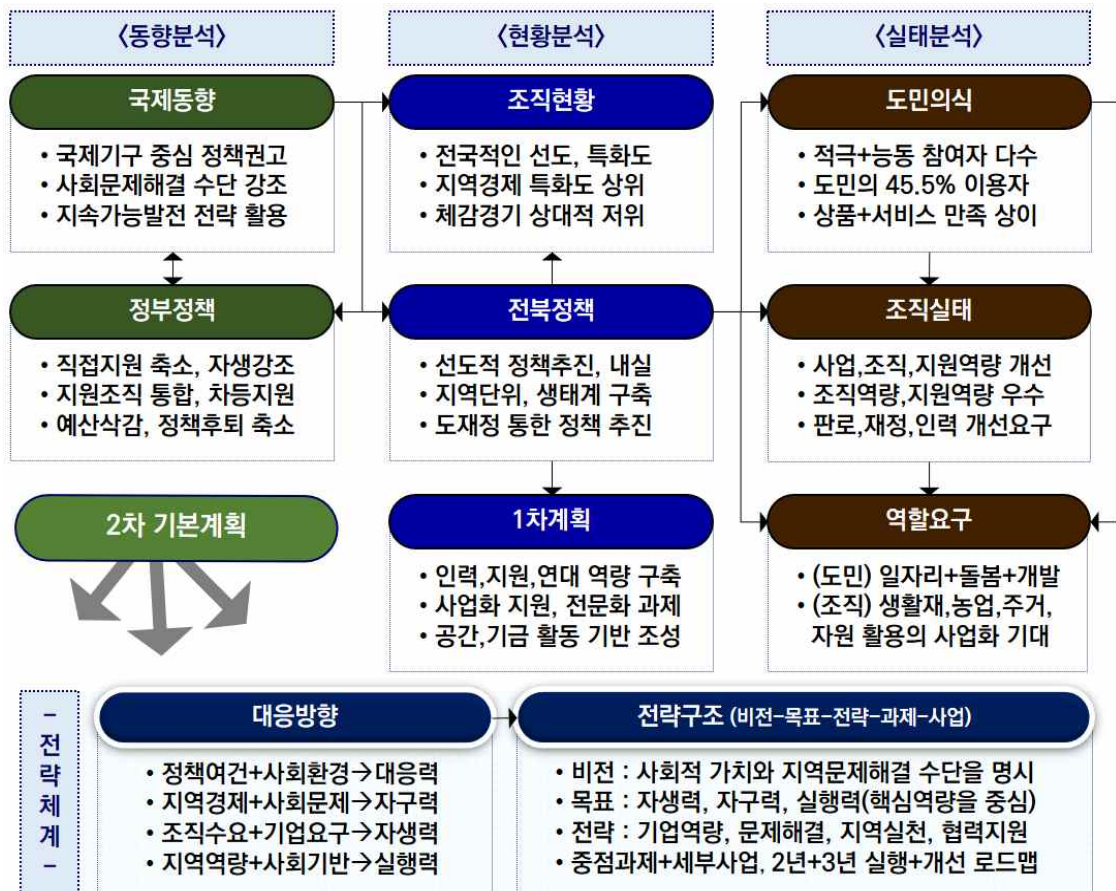 〈동향분석〉
국제동향
• 국제기구 중심 정책권고
• 사회문제해결 수단 강조
• 지속가능발전 전략 활용
정부정책
• 직접지원 축소, 자생강조
• 지원조직 통합, 차등지원
• 예산삭감, 정책후퇴 축소
2차 기본계획
〈현황분석〉
조직현황
• 전국적인 선도, 특화도
• 지역경제 특화도 상위
• 체감경기 상대적 저위
전북정책
• 선도적 정책추진, 내실
• 지역단위, 생태계 구축
• 도재정 통한 정책 추진
1차계획
• 인력,지원,연대 역량 구축
• 사업화 지원, 전문화 과제
• 공간,기금 활동 기반 조성
〈실태분석〉
도민의식
• 적극+능동 참여자 다수
• 도민의 45.5% 이용자
• 상품+서비스 만족 상이
조직실태
• 사업,조직,지원역량 개선
• 조직역량,지원역량 우수
• 판로,재정,인력 개선요구
역할요구
• (도민) 일자리+돌봄+개발
• (조직) 생활재,농업,주거,
자원 활용의 사업화 기대
- 전략체계 -
대응방향
• 정책여건+사회환경→대응력
• 지역경제+사회문제→자구력
• 조직수요+기업요구→자생력
• 지역역량+사회기반→실행력
전략구조 (비전-목표-전략-과제-사업)
• 비전 : 사회적 가치와 지역문제해결 수단을 명시
• 목표 : 자생력, 자구력, 실행력(핵심역량을 중심)
• 전략 : 기업역량, 문제해결, 지역실천, 협력지원
• 중점과제+세부사업, 2년+3년 실행+개선 로드맵